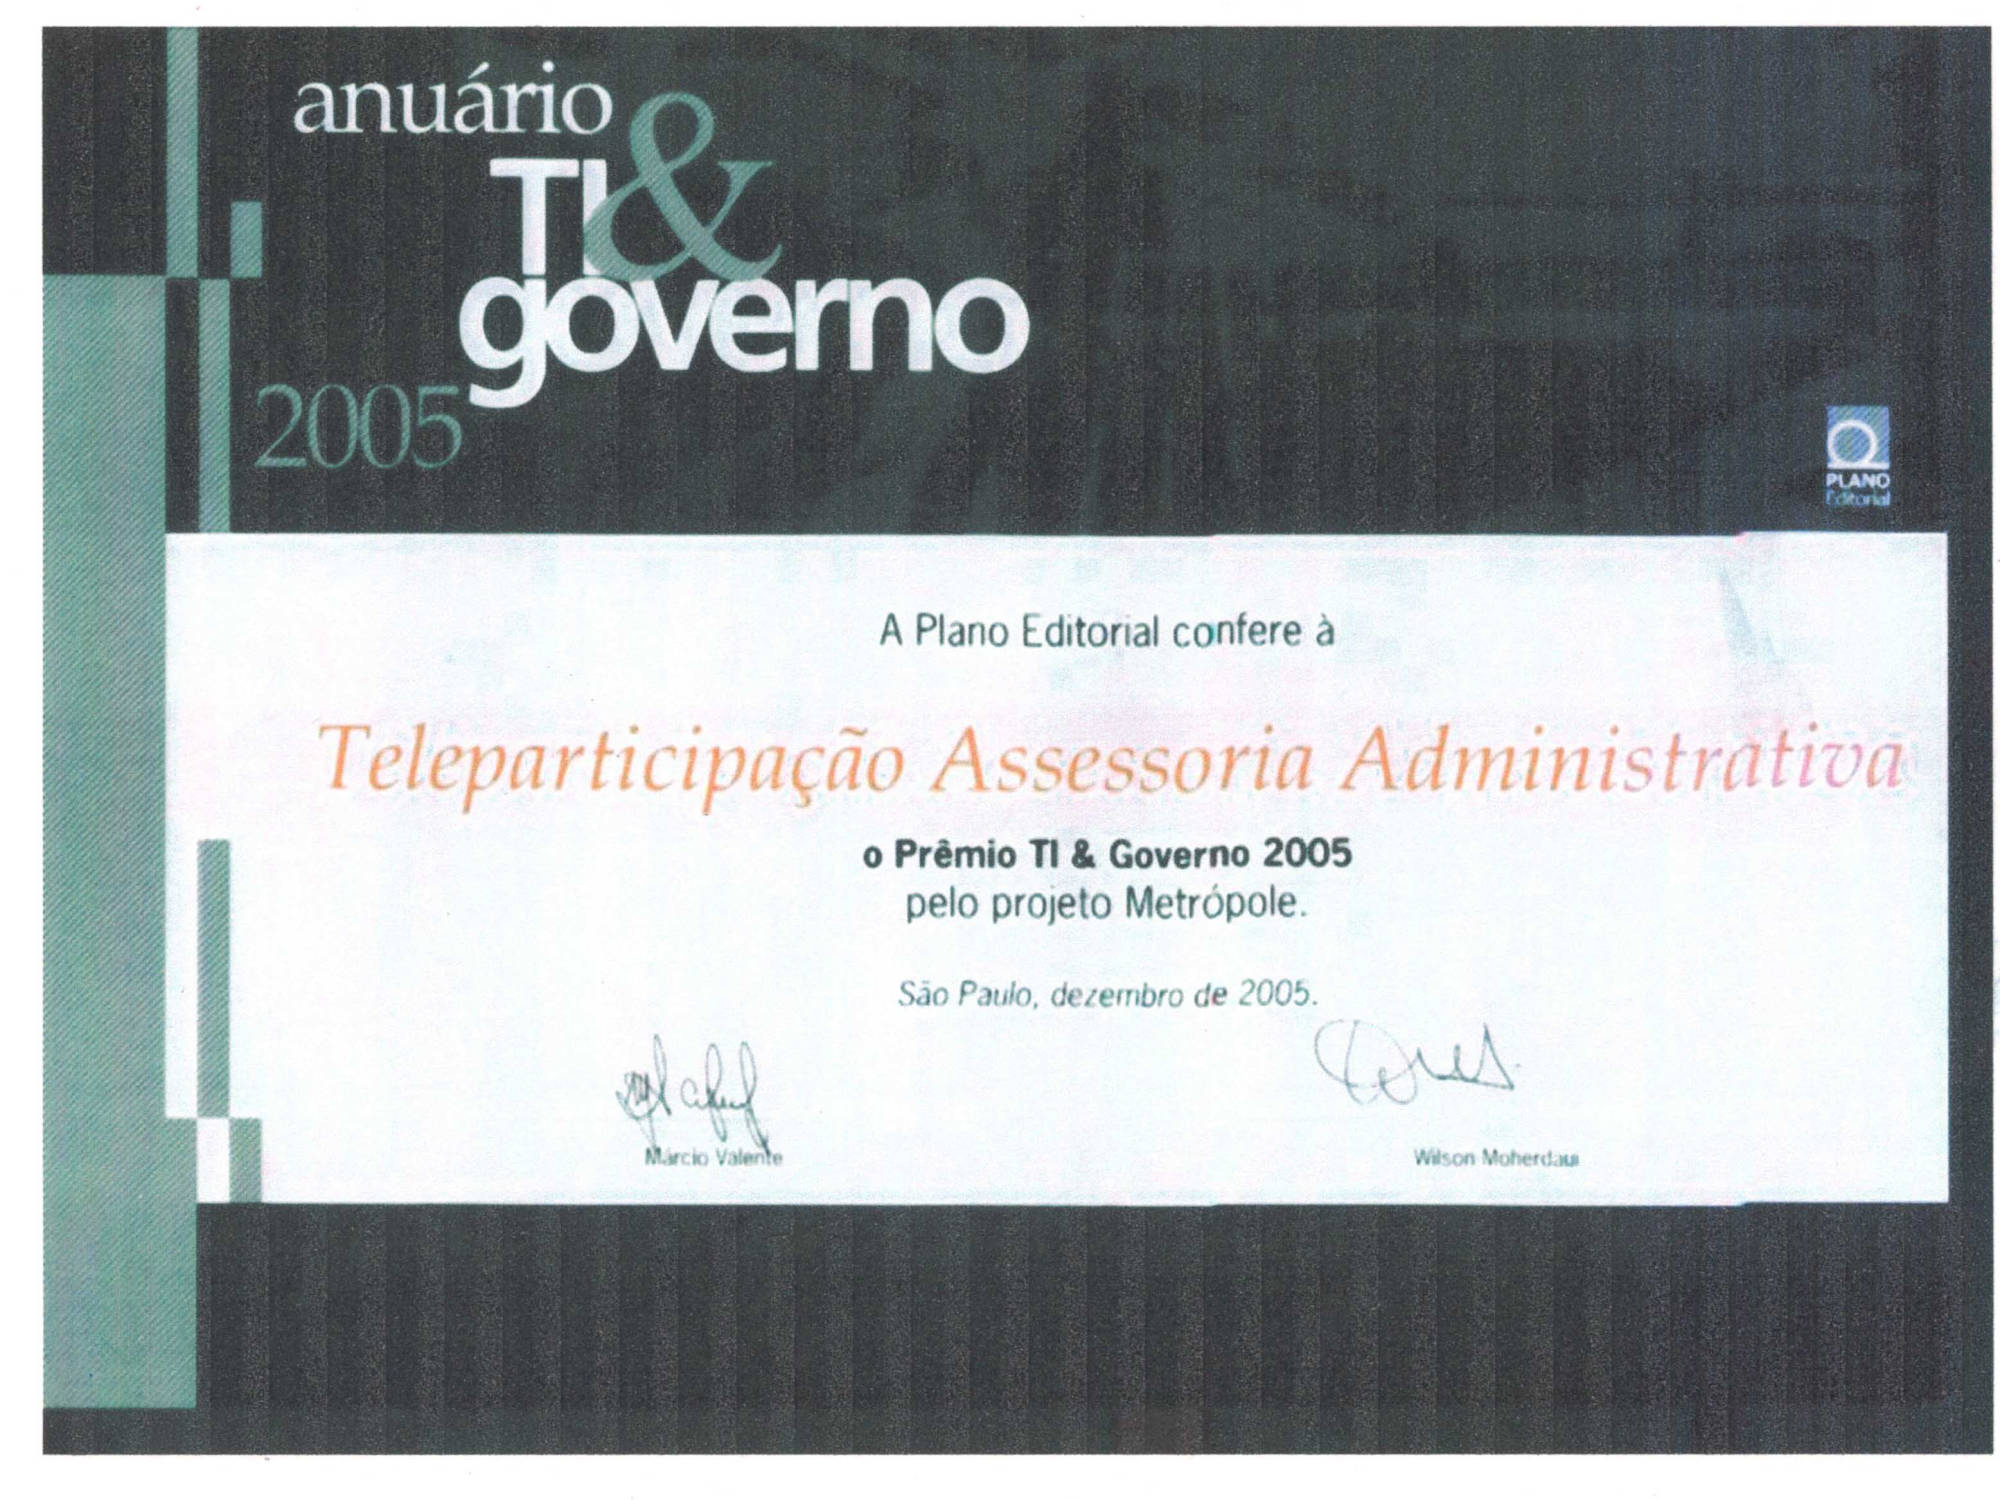 anuário
TI&
governo
2005
PLANO
Editorial
A Plano Editorial confere à
Teleparticipação Assessoria Administrativa
o Prêmio TI & Governo 2005
pelo projeto Metrópole.
São Paulo, dezembro de 2005.
Márcio Valente
Wilson Moherdaui